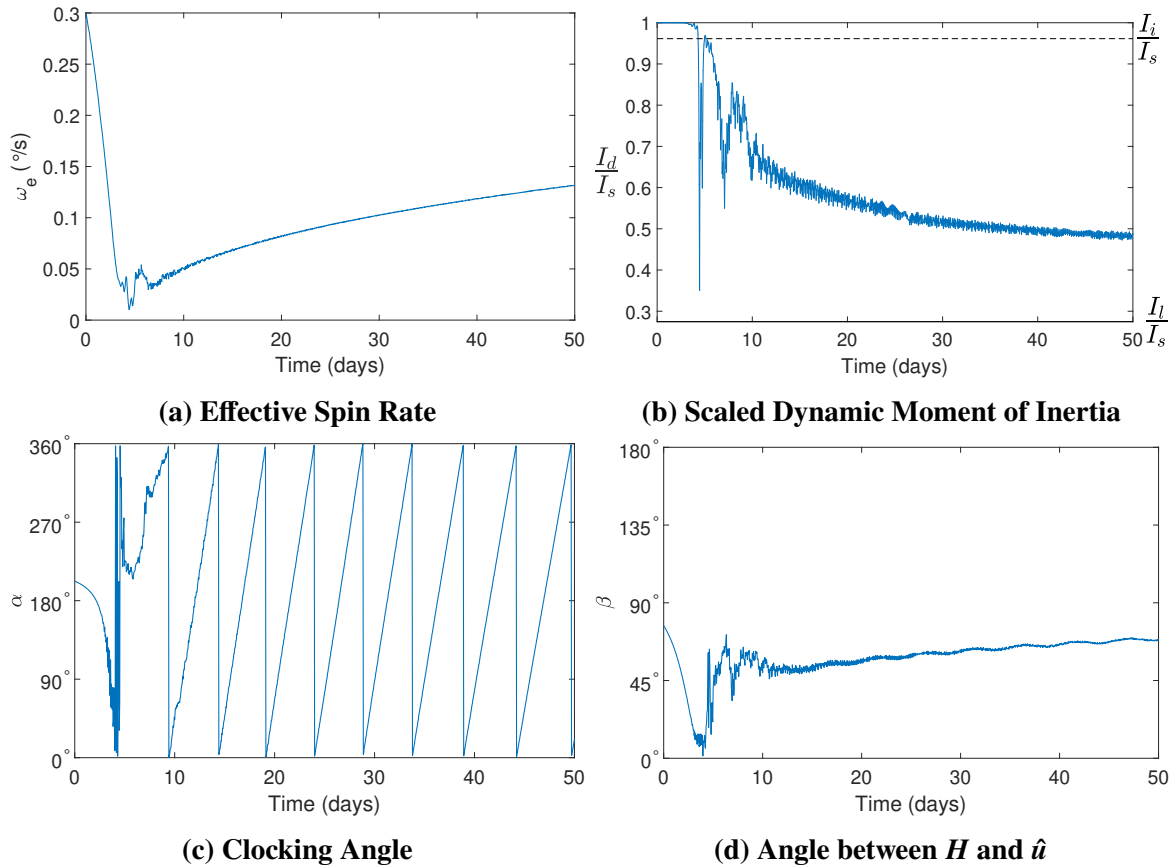 0.3
0.25
0.2
0.15
0.1
0.05
0
ω_e (°/s)
0 10 20 30 40 50
Time (days)
(a) Effective Spin Rate
1
0.9
0.8
0.7
0.6
0.5
0.4
0.3
I_d
I_s
I_i
I_s
I_l
I_s
0 10 20 30 40 50
Time (days)
(b) Scaled Dynamic Moment of Inertia
360°
270°
180°
90°
0°
α
0 10 20 30 40 50
Time (days)
(c) Clocking Angle
180°
135°
90°
45°
0°
β
0 10 20 30 40 50
Time (days)
(d) Angle between H and û